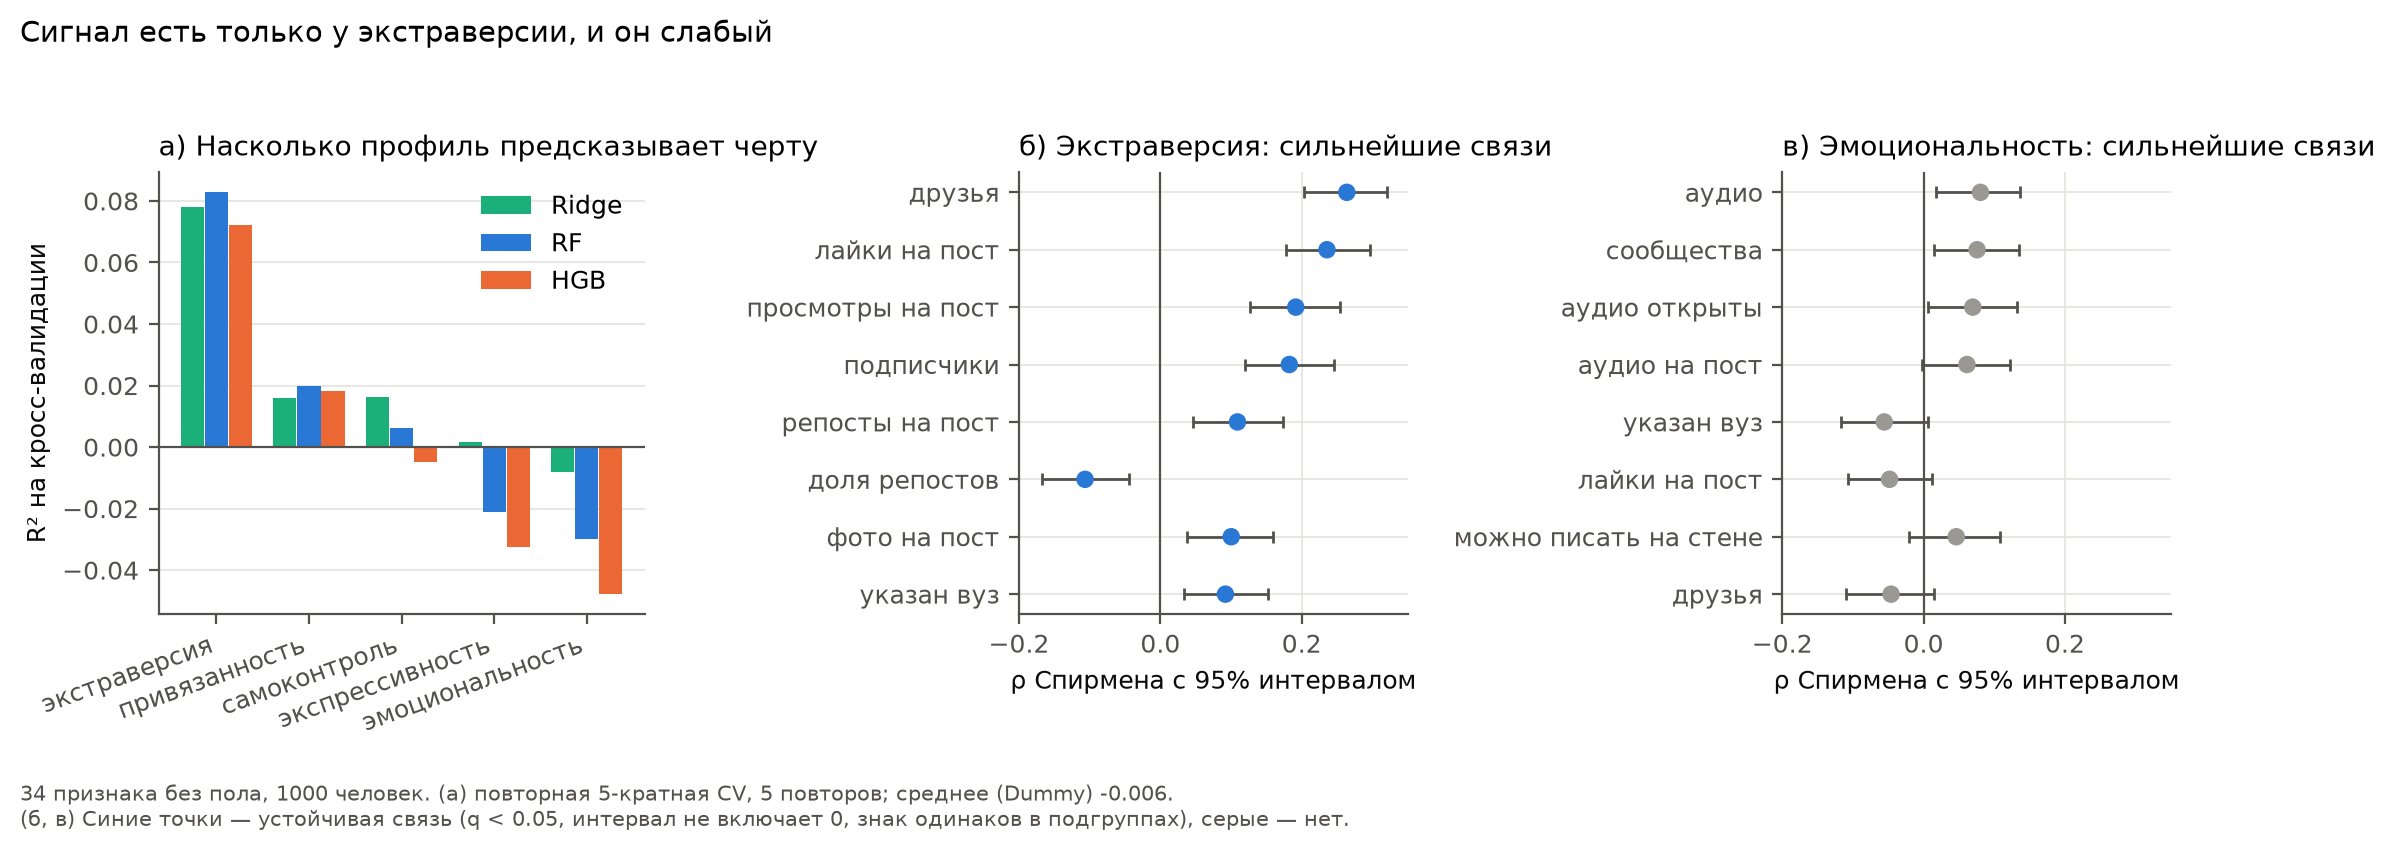 Сигнал есть только у экстраверсии, и он слабый
а) Насколько профиль предсказывает черту
R² на кросс-валидации
0.08
0.06
0.04
0.02
0.00
−0.02
−0.04
Ridge
RF
HGB
экстраверсия
привязанность
самоконтроль
экспрессивность
эмоциональность
б) Экстраверсия: сильнейшие связи
друзья
лайки на пост
просмотры на пост
подписчики
репосты на пост
доля репостов
фото на пост
указан вуз
−0.2
0.0
0.2
ρ Спирмена с 95% интервалом
в) Эмоциональность: сильнейшие связи
аудио
сообщества
аудио открыты
аудио на пост
указан вуз
лайки на пост
можно писать на стене
друзья
−0.2
0.0
0.2
ρ Спирмена с 95% интервалом
34 признака без пола, 1000 человек. (а) повторная 5-кратная CV, 5 повторов; среднее (Dummy) -0.006.
(б, в) Синие точки — устойчивая связь (q < 0.05, интервал не включает 0, знак одинаков в подгруппах), серые — нет.